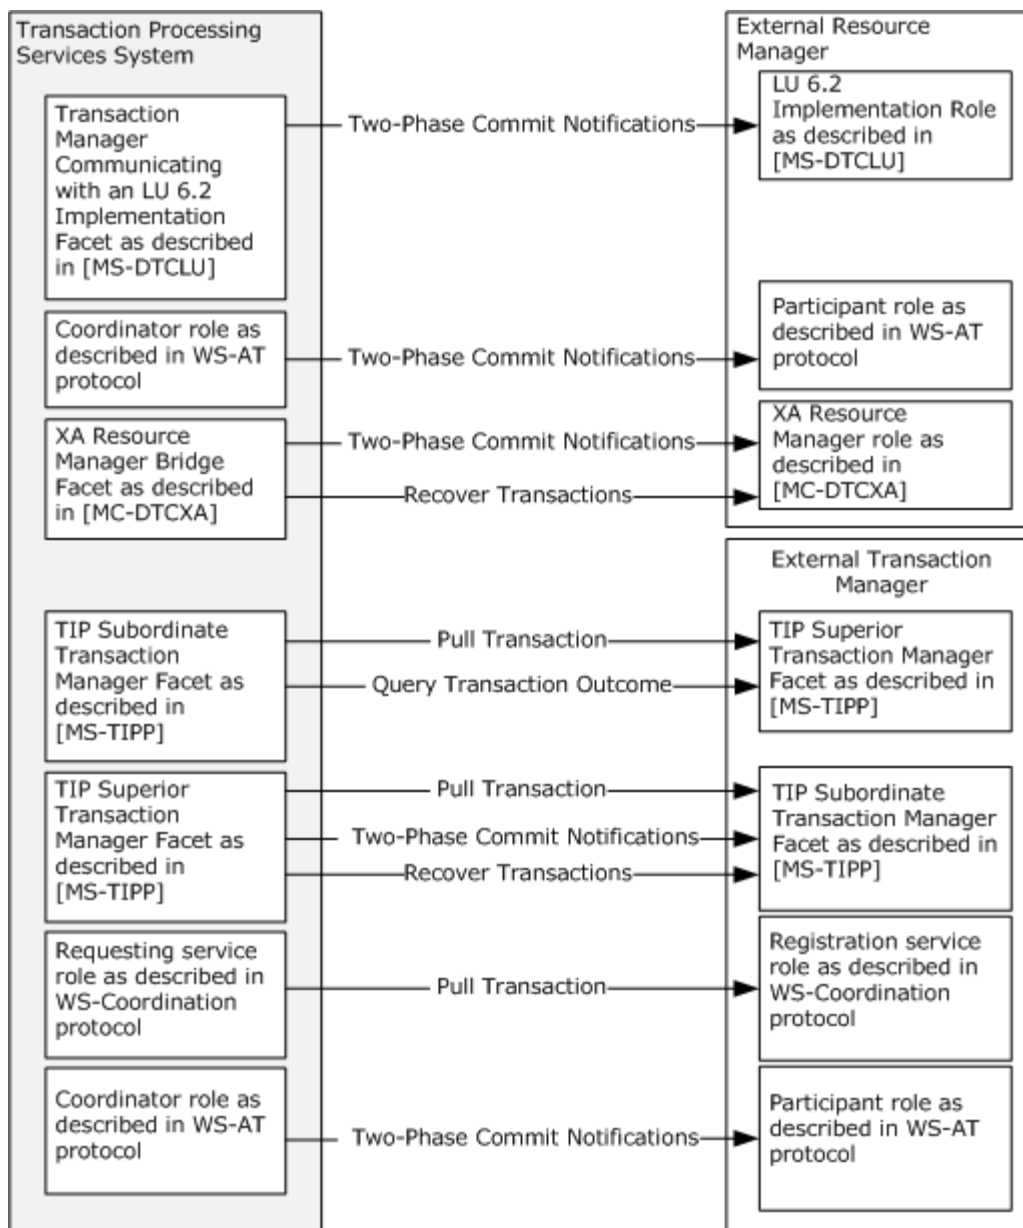 Transaction Processing
Services System
External Resource
Manager
Transaction
Manager
Communicating
with an LU 6.2
Implementation
Facet as described
in [MS-DTCLU]
Two-Phase Commit Notifications
LU 6.2
Implementation Role
as described in
[MS-DTCLU]
Coordinator role as
described in WS-AT
protocol
Two-Phase Commit Notifications
Participant role as
described in WS-AT
protocol
XA Resource
Manager Bridge
Facet as described
in [MC-DTCXA]
Two-Phase Commit Notifications
Recover Transactions
XA Resource
Manager role as
described in
[MC-DTCXA]
External Transaction
Manager
TIP Subordinate
Transaction
Manager Facet as
described in
[MS-TIPP]
Pull Transaction
Query Transaction Outcome
TIP Superior
Transaction Manager
Facet as described in
[MS-TIPP]
TIP Superior
Transaction
Manager Facet as
described in
[MS-TIPP]
Pull Transaction
Two-Phase Commit Notifications
Recover Transactions
TIP Subordinate
Transaction Manager
Facet as described in
[MS-TIPP]
Requesting service
role as described in
WS-Coordination
protocol
Pull Transaction
Registration service
role as described in
WS-Coordination
protocol
Coordinator role as
described in WS-AT
protocol
Two-Phase Commit Notifications
Participant role as
described in WS-AT
protocol